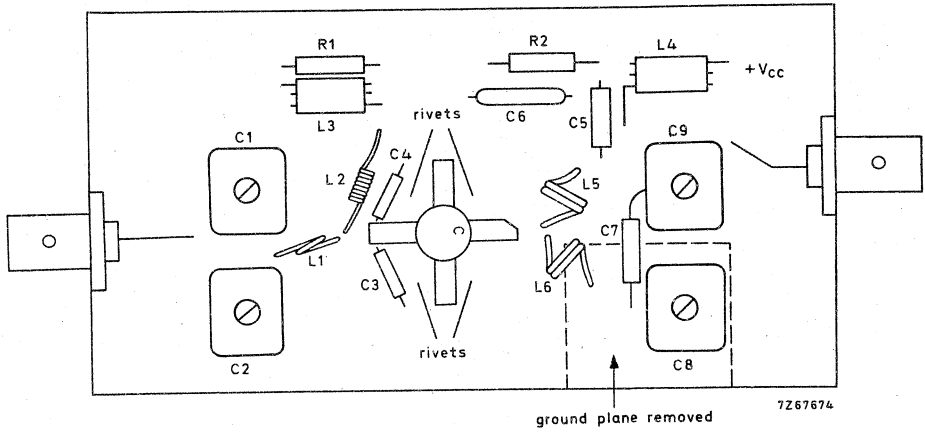 R1
R2
L4
+VCC
L3
C6
rivets
C5
C1
C9
C4
L2
L5
C
C7
L1
C3
L6
rivets
C2
C8
7Z67674
ground plane removed